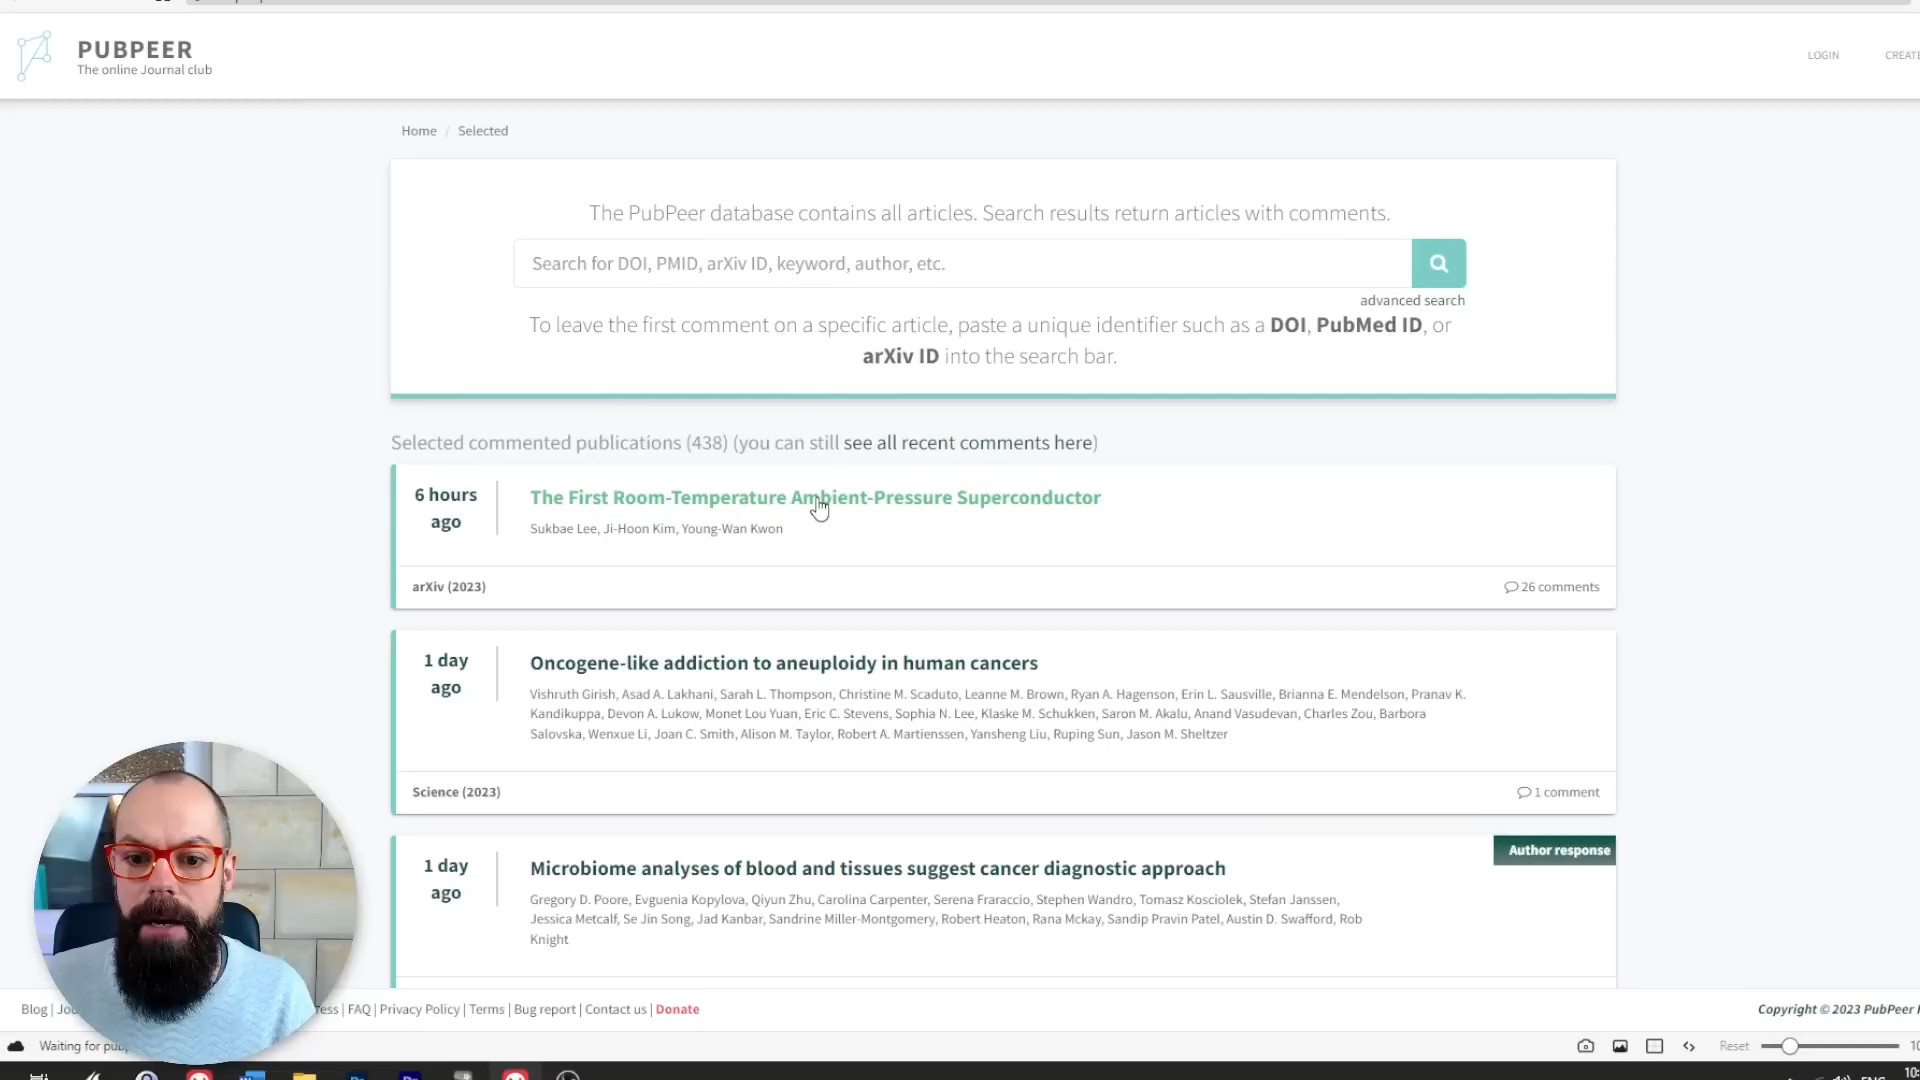 PUBPEER
The online Journal club
LOGIN
Home / Selected
The PubPeer database contains all articles. Search results return articles with comments.
Search for DOI, PMID, arXiv ID, keyword, author, etc.
advanced search
To leave the first comment on a specific article, paste a unique identifier such as a DOI, PubMed ID, or
arXiv ID into the search bar.
Selected commented publications (438) (you can still see all recent comments here)
6 hours
ago
The First Room-Temperature Ambient-Pressure Superconductor
Sukbae Lee, Ji-Hoon Kim, Young-Wan Kwon
arXiv (2023)
26 comments
1 day
ago
Oncogene-like addiction to aneuploidy in human cancers
Vishruth Girish, Asad A. Lakhani, Sarah L. Thompson, Christine M. Scaduto, Leanne M. Brown, Ryan A. Hagenson, Erin L. Sausville, Brianna E. Mendelson, Pranav K.
Kandikuppa, Devon A. Lukow, Monet Lou Yuan, Eric C. Stevens, Sophia N. Lee, Klaske M. Schukken, Saron M. Akalu, Anand Vasudevan, Charles Zou, Barbora
Salovska, Wenxue Li, Joan C. Smith, Alison M. Taylor, Robert A. Martienssen, Yansheng Liu, Ruping Sun, Jason M. Sheltzer
Science (2023)
1 comment
Author response
1 day
ago
Microbiome analyses of blood and tissues suggest cancer diagnostic approach
Gregory D. Poore, Evguenia Kopylova, Qiyun Zhu, Carolina Carpenter, Serena Fraraccio, Stephen Wandro, Tomasz Kosciolek, Stefan Janssen,
Jessica Metcalf, Se Jin Song, Jad Kanbar, Sandrine Miller-Montgomery, Robert Heaton, Rana Mckay, Sandip Pravin Patel, Austin D. Swafford, Rob
Knight
Blog | | FAQ | Privacy Policy | Terms | Bug report | Contact us | Donate
Copyright © 2023 PubPeer
Waiting for
Reset